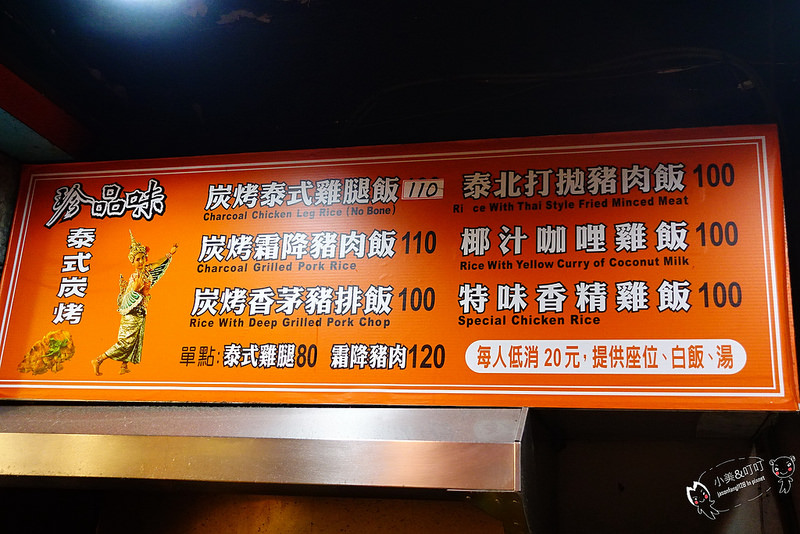 珍品味
泰式炭烤
炭烤泰式雞腿飯 110
Charcoal Chicken Leg Rice (No Bone)
炭烤霜降豬肉飯 110
Charcoal Grilled Pork Rice
炭烤香茅豬排飯 100
Rice With Deep Grilled Pork Chop
單點:泰式雞腿80 霜降豬肉120
泰北打拋豬肉飯 100
Ri ce With Thai Style Fried Minced Meat
椰汁咖哩雞飯 100
Rice With Yellow Curry of Coconut Milk
特味香精雞飯 100
Special Chicken Rice
每人低消 20元,提供座位、白飯、湯
小美&叮叮